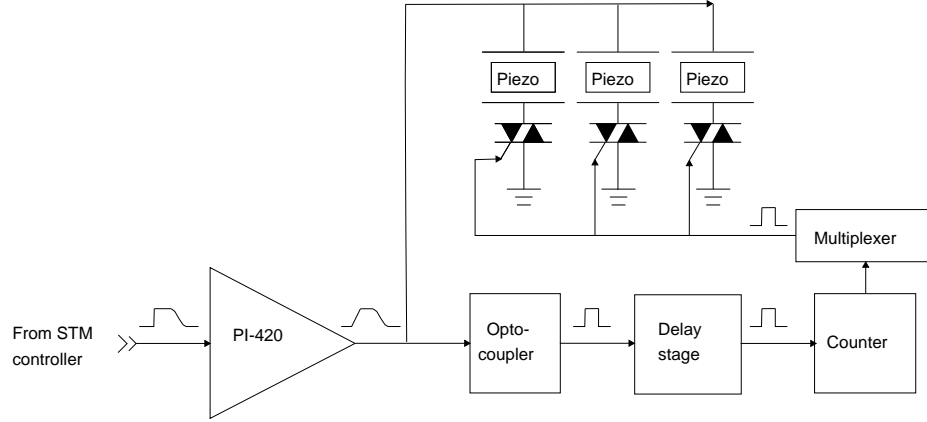 Piezo
Piezo
Piezo
Multiplexer
From STM
controller
PI-420
Opto-
coupler
Delay
stage
Counter